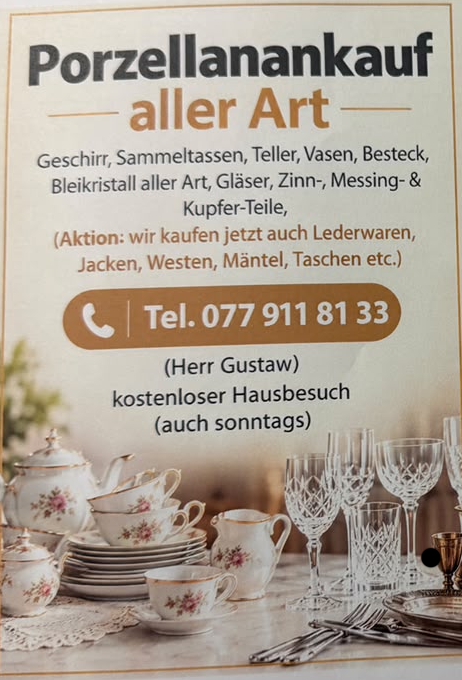 Porzellanankauf
aller Art
Geschirr, Sammeltassen, Teller, Vasen, Besteck,
Bleikristall aller Art, Gläser, Zinn-, Messing- &
Kupfer-Teile,
(Aktion: wir kaufen jetzt auch Lederwaren,
Jacken, Westen, Mäntel, Taschen etc.)
Tel. 077 911 81 33
(Herr Gustaw)
kostenloser Hausbesuch
(auch sonntags)